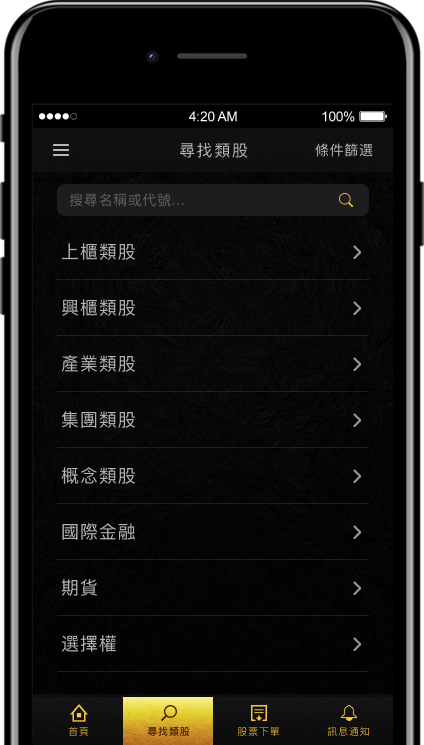 4:20 AM 100%
尋找類股 條件篩選
搜尋名稱或代號...
上櫃類股
興櫃類股
產業類股
集團類股
概念類股
國際金融
期貨
選擇權
首頁 尋找類股 股票下單 訊息通知